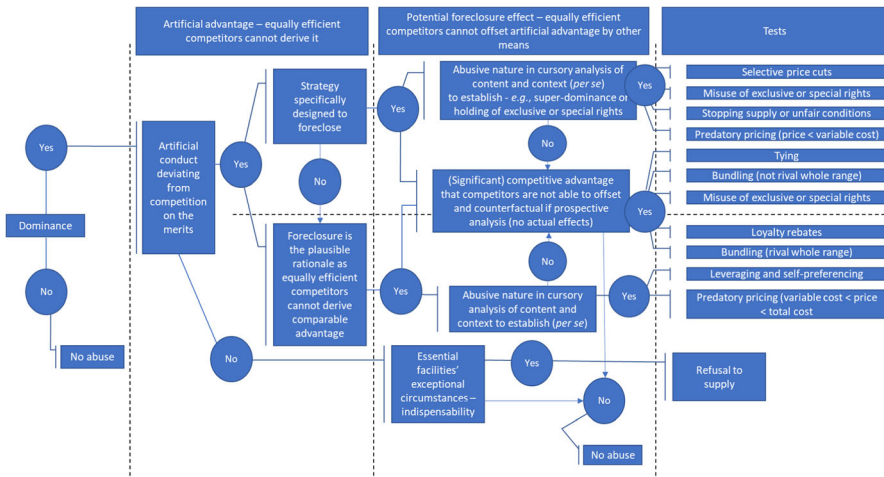 Artificial advantage – equally efficient
competitors cannot derive it
Potential foreclosure effect – equally efficient
competitors cannot offset artificial advantage by other
means
Tests
Dominance
Yes
No
No abuse
Artificial
conduct
deviating
from
competition
on the
merits
Yes
No
Strategy
specifically
designed to
foreclose
No
Foreclosure is
the plausible
rationale as
equally efficient
competitors
cannot derive
comparable
advantage
Yes
Yes
Abusive nature in cursory analysis of
content and context (per se)
to establish - e.g., super-dominance or
holding of exclusive or special rights
No
(Significant) competitive advantage
that competitors are not able to offset
and counterfactual if prospective
analysis (no actual effects)
No
Abusive nature in cursory analysis of content and
context to establish (per se)
Essential
facilities’
exceptional
circumstances –
indispensability
Yes
No
No abuse
Yes
Yes
Yes
Selective price cuts
Misuse of exclusive or special rights
Stopping supply or unfair conditions
Predatory pricing (price < variable cost)
Tying
Bundling (not rival whole range)
Misuse of exclusive or special rights
Loyalty rebates
Bundling (rival whole range)
Leveraging and self-preferencing
Predatory pricing (variable cost < price
< total cost
Refusal to
supply